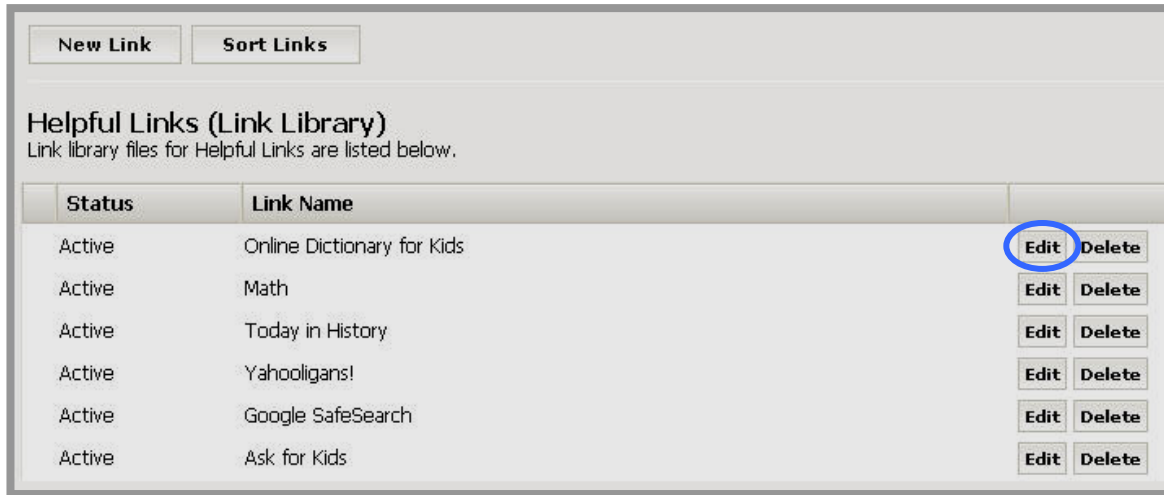 New Link Sort Links
Helpful Links (Link Library)
Link library files for Helpful Links are listed below.
Status Link Name
Active Online Dictionary for Kids Edit Delete
Active Math Edit Delete
Active Today in History Edit Delete
Active Yahooligans! Edit Delete
Active Google SafeSearch Edit Delete
Active Ask for Kids Edit Delete